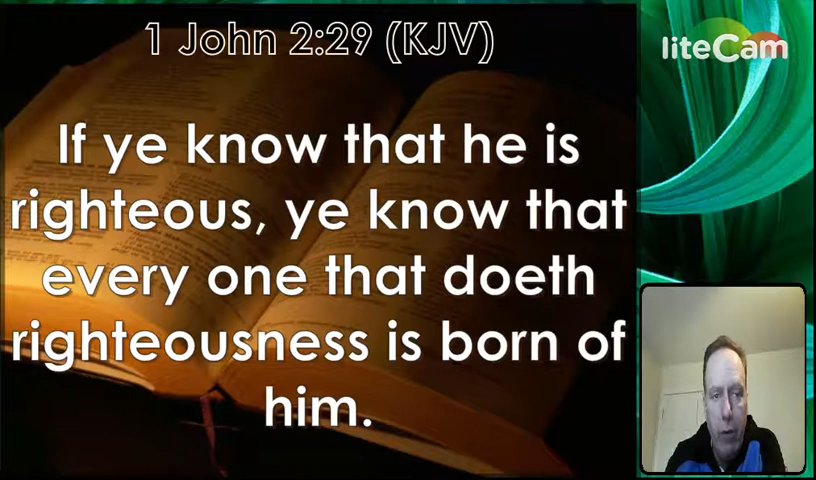 1 John 2:29 (KJV)
liteCam
If ye know that he is
righteous, ye know that
every one that doeth
righteousness is born of
him.